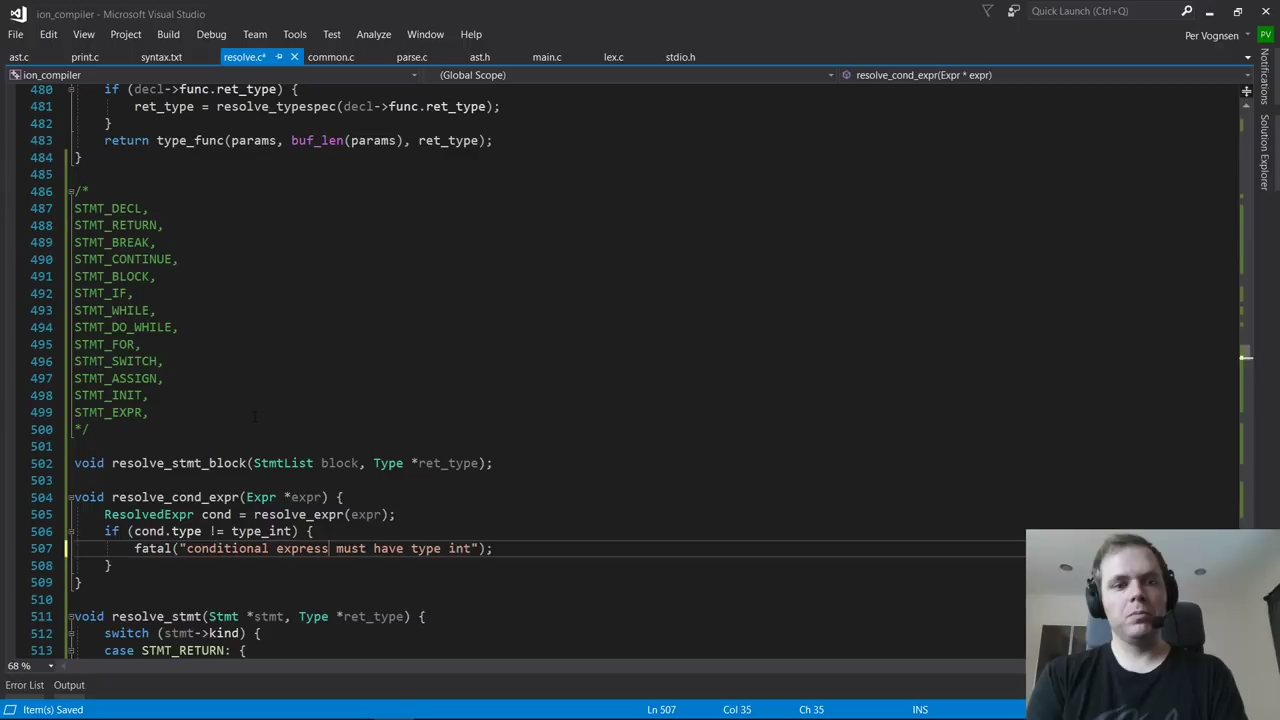 ion_compiler - Microsoft Visual Studio
Quick Launch (Ctrl+Q)
File Edit View Project Build Debug Team Tools Test Analyze Window Help
Per Vognsen PV
ast.c print.c syntax.txt resolve.c* common.c parse.c ast.h main.c lex.c stdio.h
ion_compiler (Global Scope) resolve_cond_expr(Expr * expr)
480 if (decl->func.ret_type) {
481 ret_type = resolve_typespec(decl->func.ret_type);
482 }
483 return type_func(params, buf_len(params), ret_type);
484 }
485
486 /*
487 STMT_DECL,
488 STMT_RETURN,
489 STMT_BREAK,
490 STMT_CONTINUE,
491 STMT_BLOCK,
492 STMT_IF,
493 STMT_WHILE,
494 STMT_DO_WHILE,
495 STMT_FOR,
496 STMT_SWITCH,
497 STMT_ASSIGN,
498 STMT_INIT,
499 STMT_EXPR,
500 */
501
502 void resolve_stmt_block(StmtList block, Type *ret_type);
503
504 void resolve_cond_expr(Expr *expr) {
505 ResolvedExpr cond = resolve_expr(expr);
506 if (cond.type != type_int) {
507 fatal("conditional express must have type int");
508 }
509 }
510
511 void resolve_stmt(Stmt *stmt, Type *ret_type) {
512 switch (stmt->kind) {
513 case STMT_RETURN: {
68 %
Error List Output
Item(s) Saved Ln 507 Col 35 Ch 35 INS
Notifications
Solution Explorer